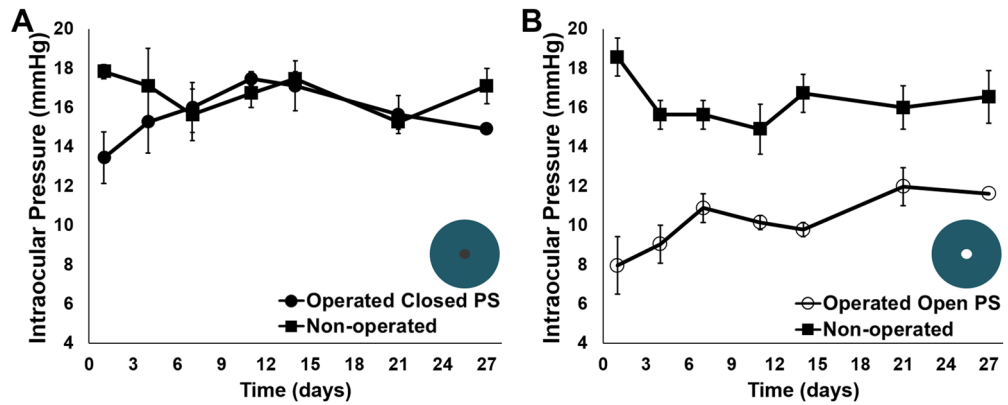 A
Intraocular Pressure (mmHg)
20
18
16
14
12
10
8
6
4
Operated Closed PS
Non-operated
0 3 6 9 12 15 18 21 24 27
Time (days)
B
Intraocular Pressure (mmHg)
20
18
16
14
12
10
8
6
4
Operated Open PS
Non-operated
0 3 6 9 12 15 18 21 24 27
Time (days)